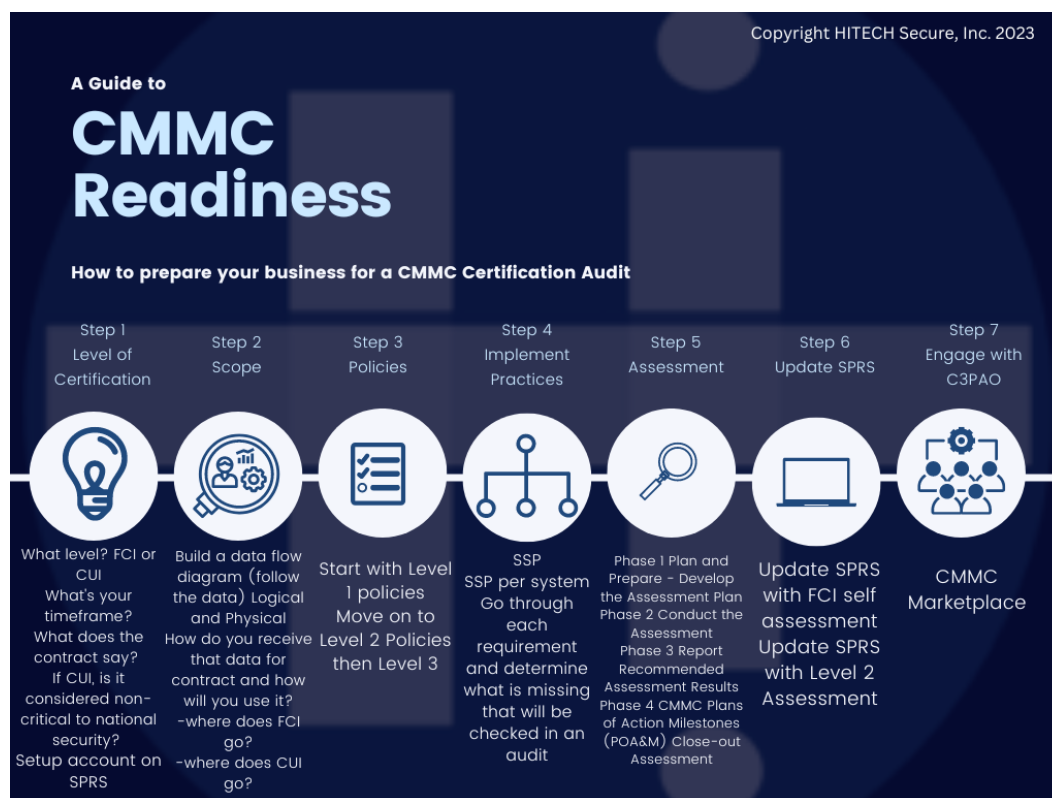 Copyright HITECH Secure, Inc. 2023
A Guide to
CMMC
Readiness
How to prepare your business for a CMMC Certification Audit
Step 1
Level of
Certification
Step 2
Scope
Step 3
Policies
Step 4
Implement
Practices
Step 5
Assessment
Step 6
Update SPRS
Step 7
Engage with
C3PAO
What level? FCI or
CUI
What's your
timeframe?
What does the
contract say?
If CUI, is it
considered non-
critical to national
security?
Setup account on
SPRS
Build a data flow
diagram (follow
the data) Logical
and Physical
How do you receive
that data for
contract and how
will you use it?
-where does FCI
go?
-where does CUI
go?
Start with Level
1 policies
Move on to
Level 2 Policies
then Level 3
SSP
SSP per system
Go through
each
requirement
and determine
what is missing
that will be
checked in an
audit
Phase 1 Plan and
Prepare - Develop
the Assessment Plan
Phase 2 Conduct the
Assessment
Phase 3 Report
Recommended
Assessment Results
Phase 4 CMMC Plans
of Action Milestones
(POA&M) Close-out
Assessment
Update SPRS
with FCI self
assessment
Update SPRS
with Level 2
Assessment
CMMC
Marketplace